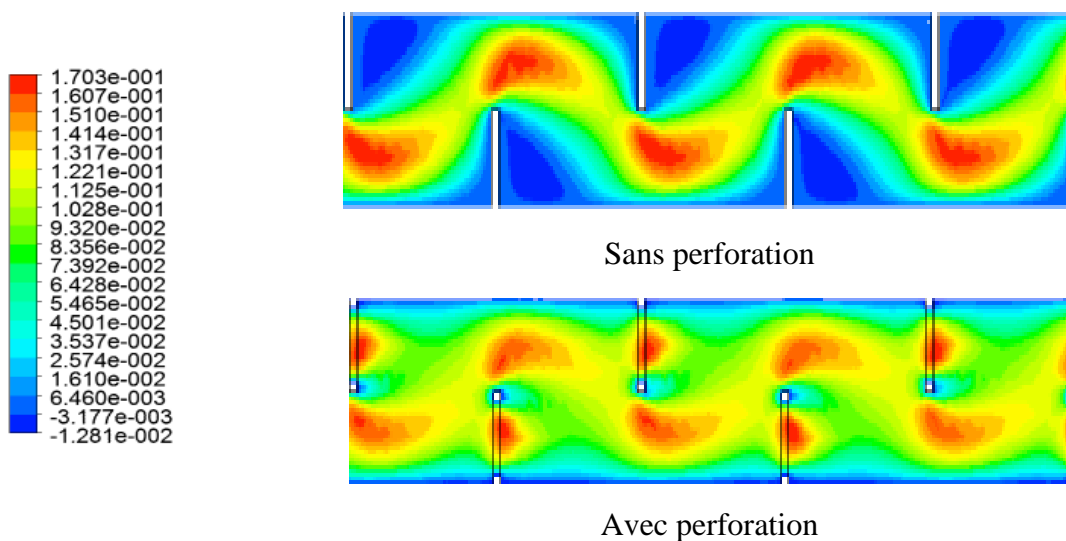 1.703e-001
1.607e-001
1.510e-001
1.414e-001
1.317e-001
1.221e-001
1.125e-001
1.028e-001
9.320e-002
8.356e-002
7.392e-002
6.428e-002
5.465e-002
4.501e-002
3.537e-002
2.574e-002
1.610e-002
6.460e-003
-3.177e-003
-1.281e-002
Sans perforation
Avec perforation